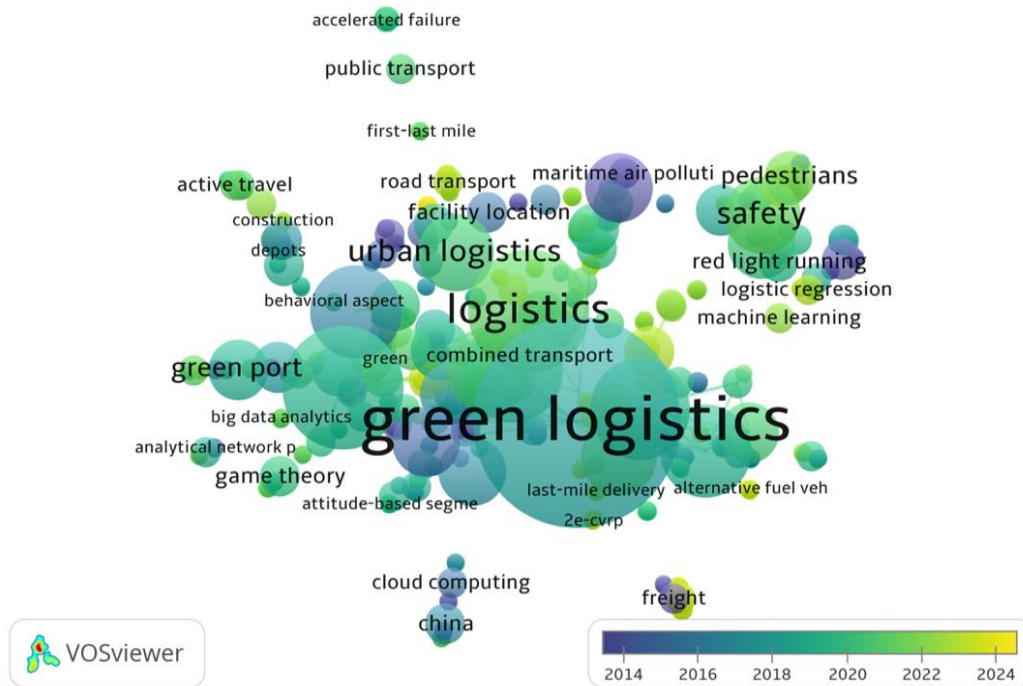 accelerated failure
public transport
first-last mile
maritime air polluti
pedestrians
road transport
active travel
facility location
safety
construction
urban logistics
depots
red light running
logistic regression
behavioral aspect
logistics
machine learning
green
combined transport
green port
big data analytics
green logistics
analytical network p
game theory
last-mile delivery
alternative fuel veh
attitude-based segme
2e-cvrp
cloud computing
freight
china
VOSviewer
2014 2016 2018 2020 2022 2024